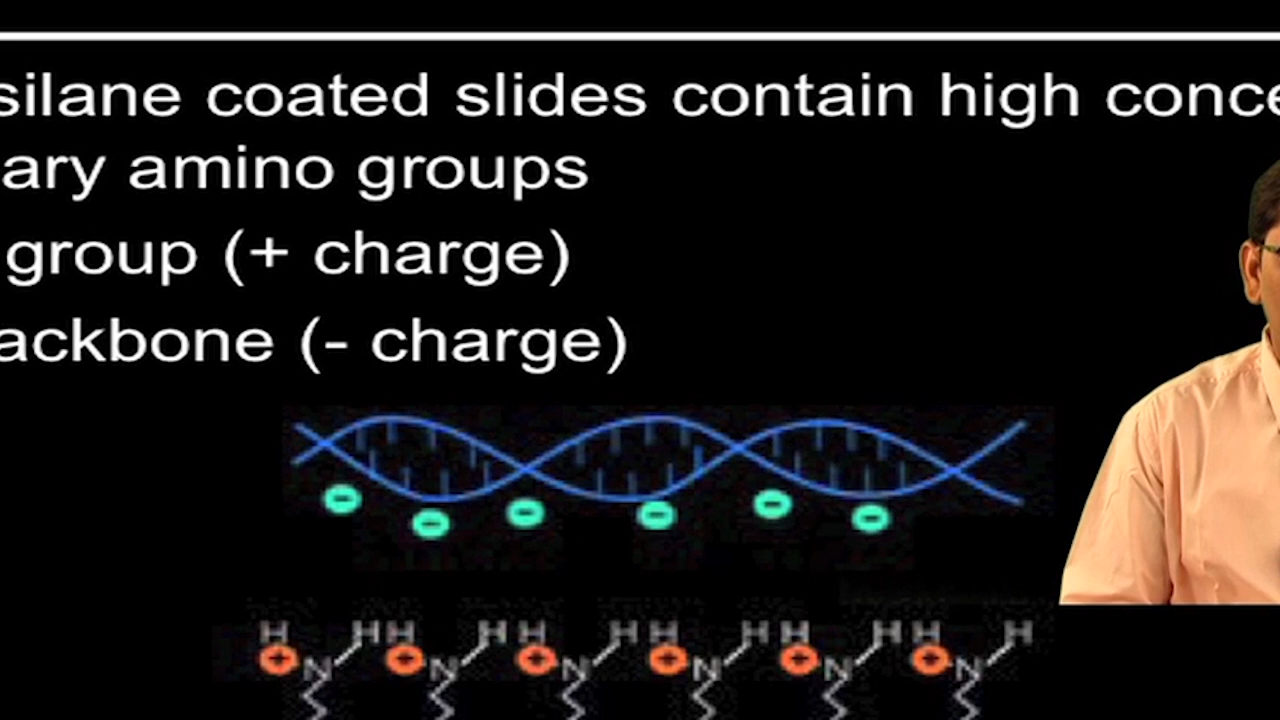 silane coated slides contain high conce
ary amino groups
group (+ charge)
ackbone (- charge)
H H H H H H H H H H H H
N N N N N N